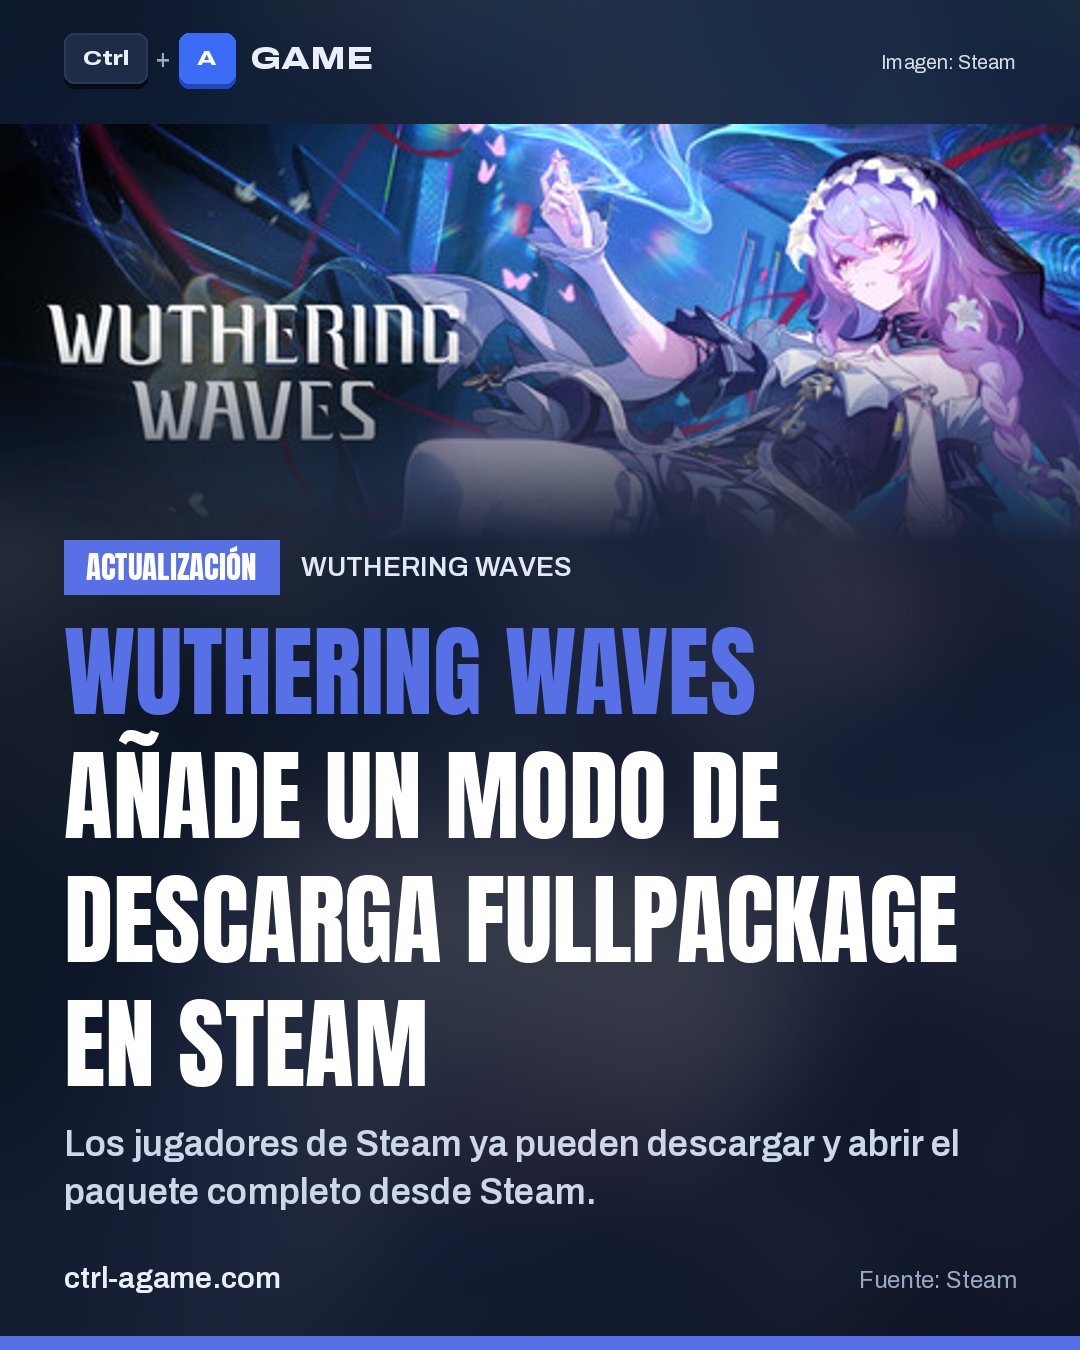 Ctrl + A GAME
Imagen: Steam
WUTHERING
WAVES
ACTUALIZACIÓN WUTHERING WAVES
WUTHERING WAVES
AÑADE UN MODO DE
DESCARGA FULLPACKAGE
EN STEAM
Los jugadores de Steam ya pueden descargar y abrir el
paquete completo desde Steam.
ctrl-agame.com
Fuente: Steam